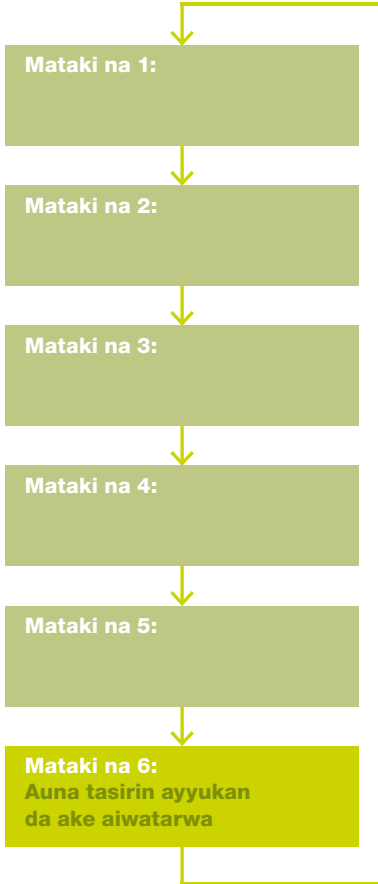 Mataki na 1:
Mataki na 2:
Mataki na 3:
Mataki na 4:
Mataki na 5:
Mataki na 6:
Auna tasirin ayyukan
da ake aiwatarwa